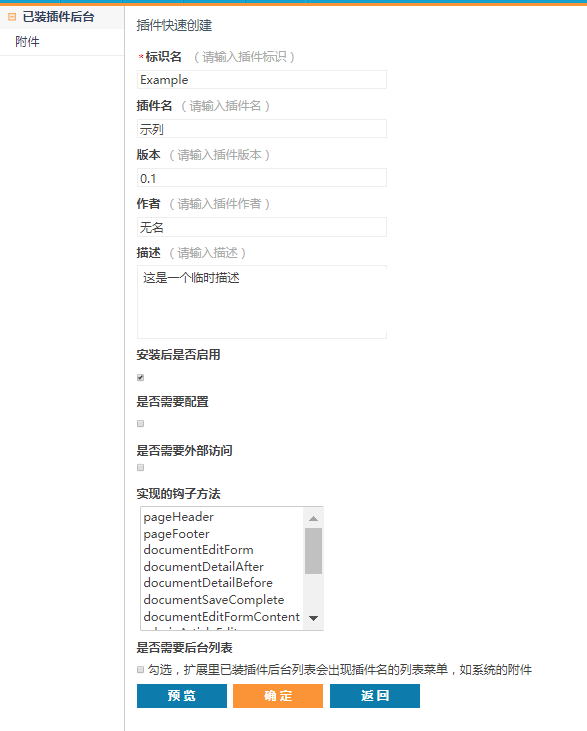 已装插件后台
附件
插件快速创建
*标识名 （请输入插件标识）
Example
插件名 （请输入插件名）
示列
版本 （请输入插件版本）
0.1
作者 （请输入插件作者）
无名
描述 （请输入描述）
这是一个临时描述
安装后是否启用
是否需要配置
是否需要外部访问
实现的钩子方法
pageHeader
pageFooter
documentEditForm
documentDetailAfter
documentDetailBefore
documentSaveComplete
documentEditFormContent
是否需要后台列表
勾选，扩展里已装插件后台列表会出现插件名的列表菜单，如系统的附件
预 览 确 定 返 回